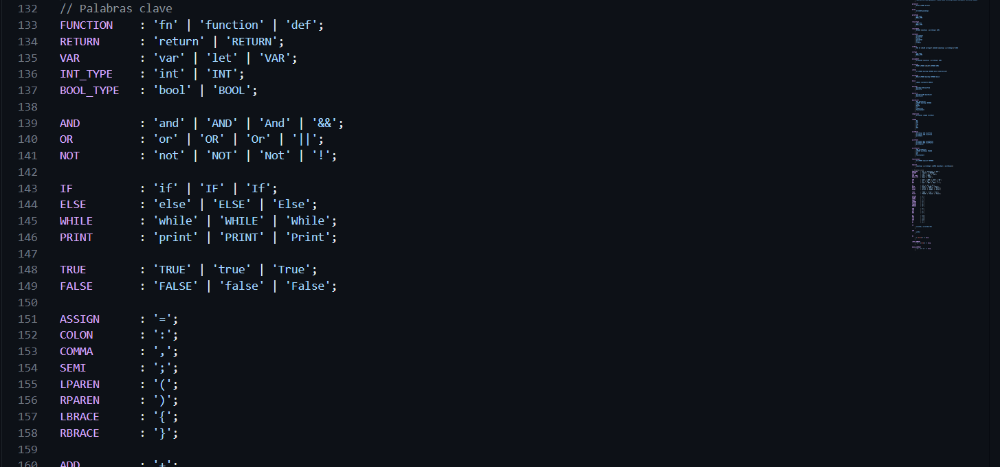 132 // Palabras clave
133 FUNCTION : 'fn' | 'function' | 'def';
134 RETURN : 'return' | 'RETURN';
135 VAR : 'var' | 'let' | 'VAR';
136 INT_TYPE : 'int' | 'INT';
137 BOOL_TYPE : 'bool' | 'BOOL';
138
139 AND : 'and' | 'AND' | 'And' | '&&';
140 OR : 'or' | 'OR' | 'Or' | '||';
141 NOT : 'not' | 'NOT' | 'Not' | '!';
142
143 IF : 'if' | 'IF' | 'If';
144 ELSE : 'else' | 'ELSE' | 'Else';
145 WHILE : 'while' | 'WHILE' | 'While';
146 PRINT : 'print' | 'PRINT' | 'Print';
147
148 TRUE : 'TRUE' | 'true' | 'True';
149 FALSE : 'FALSE' | 'false' | 'False';
150
151 ASSIGN : '=';
152 COLON : ':';
153 COMMA : ',';
154 SEMI : ';';
155 LPAREN : '(';
156 RPAREN : ')';
157 LBRACE : '{';
158 RBRACE : '}';
159
160 ADD : '+';